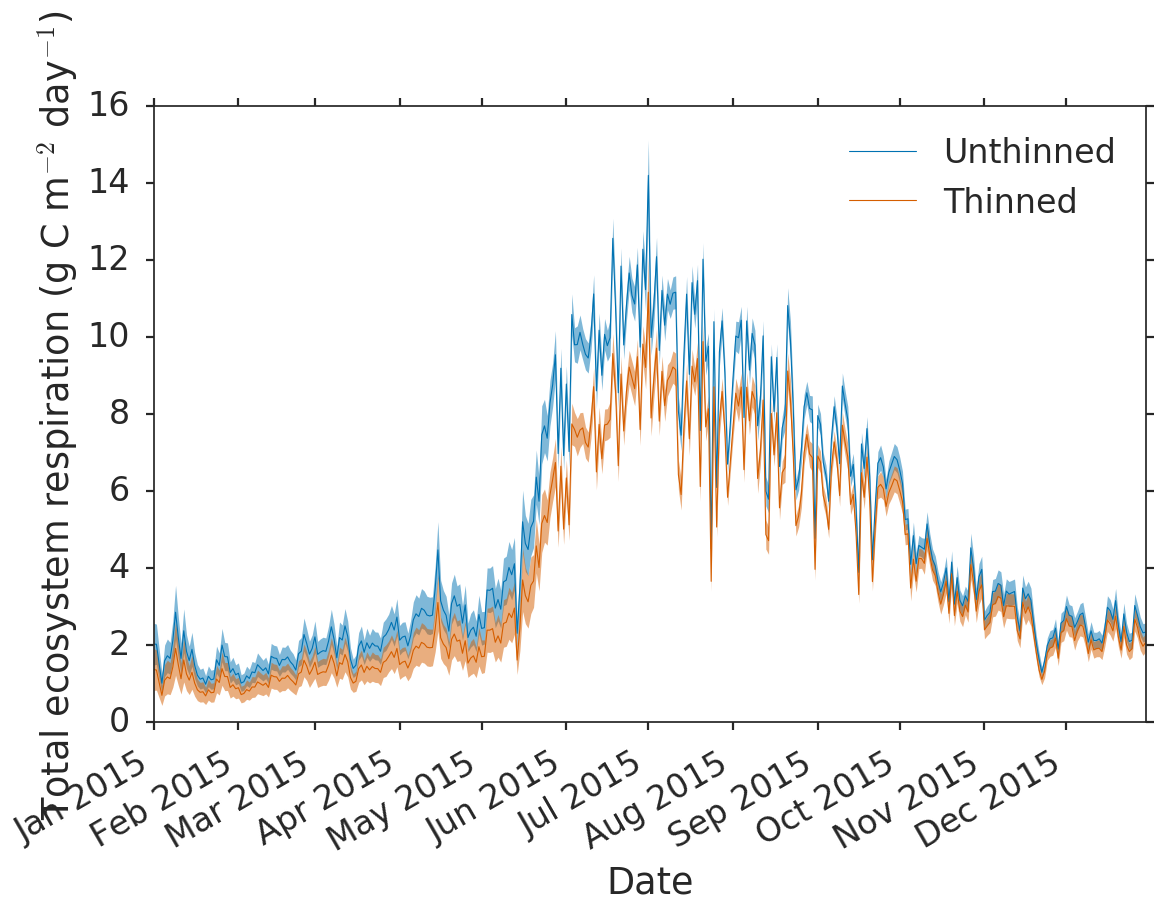 Total ecosystem respiration (g C m⁻² day⁻¹)
16
14
12
10
8
6
4
2
0
Unthinned
Thinned
Jan 2015
Feb 2015
Mar 2015
Apr 2015
May 2015
Jun 2015
Jul 2015
Aug 2015
Sep 2015
Oct 2015
Nov 2015
Dec 2015
Date